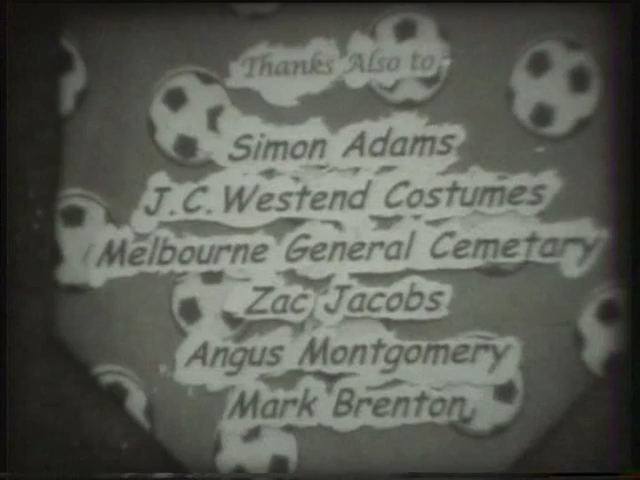 Thanks Also to
Simon Adams
J.C. Westend Costumes
Melbourne General Cemetary
Zac Jacobs
Angus Montgomery
Mark Brenton